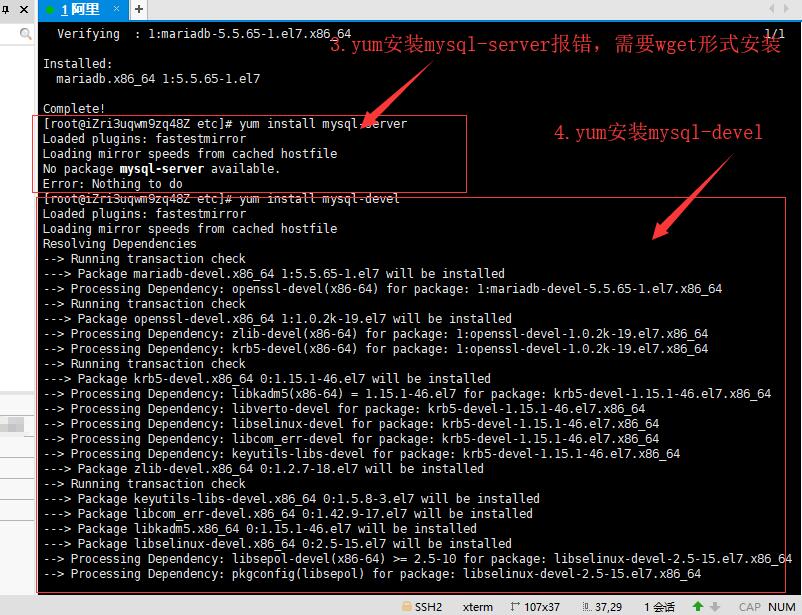 1 阿里
Verifying  : 1:mariadb-5.5.65-1.el7.x86_64
1/1
3.yum安装mysql-server报错，需要wget形式安装
Installed:
mariadb.x86_64 1:5.5.65-1.el7
Complete!
[root@iZri3uqwm9zq48Z etc]# yum install mysql-server
4.yum安装mysql-devel
Loaded plugins: fastestmirror
Loading mirror speeds from cached hostfile
No package mysql-server available.
Error: Nothing to do
[root@iZri3uqwm9zq48Z etc]# yum install mysql-devel
Loaded plugins: fastestmirror
Loading mirror speeds from cached hostfile
Resolving Dependencies
--> Running transaction check
---> Package mariadb-devel.x86_64 1:5.5.65-1.el7 will be installed
--> Processing Dependency: openssl-devel(x86-64) for package: 1:mariadb-devel-5.5.65-1.el7.x86_64
--> Running transaction check
---> Package openssl-devel.x86_64 1:1.0.2k-19.el7 will be installed
--> Processing Dependency: zlib-devel(x86-64) for package: 1:openssl-devel-1.0.2k-19.el7.x86_64
--> Processing Dependency: krb5-devel(x86-64) for package: 1:openssl-devel-1.0.2k-19.el7.x86_64
--> Running transaction check
---> Package krb5-devel.x86_64 0:1.15.1-46.el7 will be installed
--> Processing Dependency: libkadm5(x86-64) = 1.15.1-46.el7 for package: krb5-devel-1.15.1-46.el7.x86_64
--> Processing Dependency: libverto-devel for package: krb5-devel-1.15.1-46.el7.x86_64
--> Processing Dependency: libselinux-devel for package: krb5-devel-1.15.1-46.el7.x86_64
--> Processing Dependency: libcom_err-devel for package: krb5-devel-1.15.1-46.el7.x86_64
--> Processing Dependency: keyutils-libs-devel for package: krb5-devel-1.15.1-46.el7.x86_64
---> Package zlib-devel.x86_64 0:1.2.7-18.el7 will be installed
--> Running transaction check
---> Package keyutils-libs-devel.x86_64 0:1.5.8-3.el7 will be installed
---> Package libcom_err-devel.x86_64 0:1.42.9-17.el7 will be installed
---> Package libkadm5.x86_64 0:1.15.1-46.el7 will be installed
---> Package libselinux-devel.x86_64 0:2.5-15.el7 will be installed
--> Processing Dependency: libsepol-devel(x86-64) >= 2.5-10 for package: libselinux-devel-2.5-15.el7.x86_64
--> Processing Dependency: pkgconfig(libsepol) for package: libselinux-devel-2.5-15.el7.x86_64
SSH2 xterm 107x37 37,29 1 会话 CAP NUM